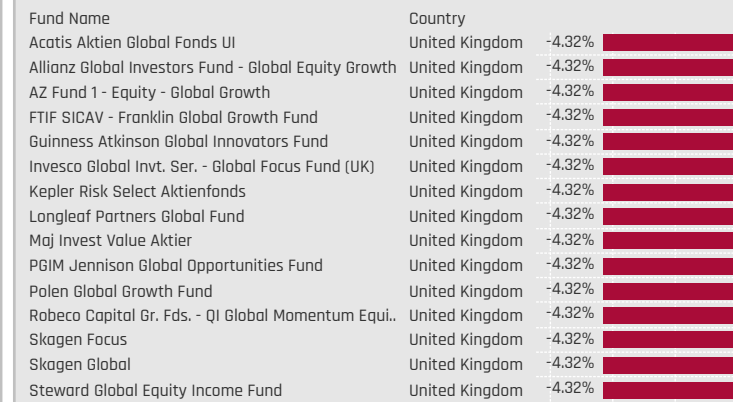 Fund Name Country
Acatis Aktien Global Fonds UI United Kingdom -4.32%
Allianz Global Investors Fund - Global Equity Growth United Kingdom -4.32%
AZ Fund 1 - Equity - Global Growth United Kingdom -4.32%
FTIF SICAV - Franklin Global Growth Fund United Kingdom -4.32%
Guinness Atkinson Global Innovators Fund United Kingdom -4.32%
Invesco Global Invt. Ser. - Global Focus Fund (UK) United Kingdom -4.32%
Kepler Risk Select Aktienfonds United Kingdom -4.32%
Longleaf Partners Global Fund United Kingdom -4.32%
Maj Invest Value Aktier United Kingdom -4.32%
PGIM Jennison Global Opportunities Fund United Kingdom -4.32%
Polen Global Growth Fund United Kingdom -4.32%
Robeco Capital Gr. Fds. - QI Global Momentum Equi.. United Kingdom -4.32%
Skagen Focus United Kingdom -4.32%
Skagen Global United Kingdom -4.32%
Steward Global Equity Income Fund United Kingdom -4.32%